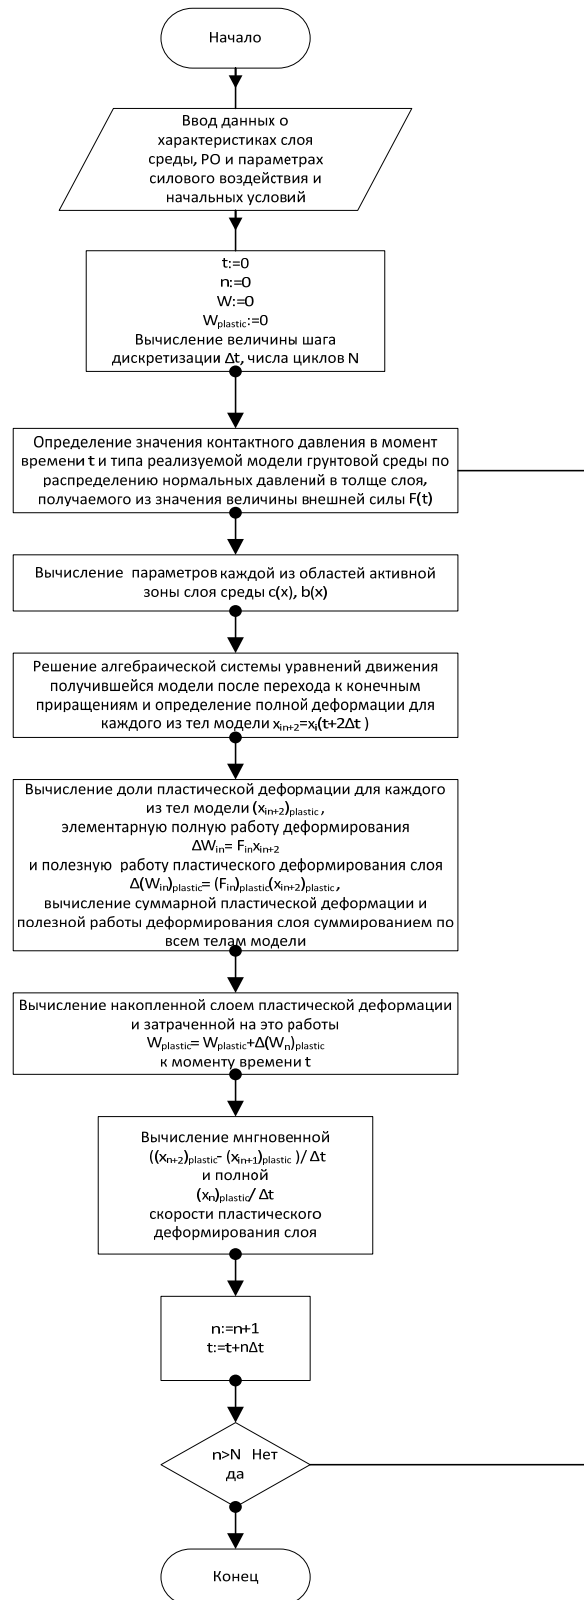 Начало
Ввод данных о
характеристиках слоя
среды, РО и параметрах
силового воздействия и
начальных условий
t:=0
n:=0
W:=0
Wplastic:=0
Вычисление величины шага
дискретизации Δt, числа циклов N
Определение значения контактного давления в момент
времени t и типа реализуемой модели грунтовой среды по
распределению нормальных давлений в толще слоя,
получаемого из значения величины внешней силы F(t)
Вычисление параметров каждой из областей активной
зоны слоя среды c(x), b(x)
Решение алгебраической системы уравнений движения
получившейся модели после перехода к конечным
приращениям и определение полной деформации для
каждого из тел модели xin+2=xi(t+2Δt )
Вычисление доли пластической деформации для каждого
из тел модели (xin+2)plastic ,
элементарную полную работу деформирования
ΔWin= Finxin+2
и полезную работу пластического деформирования слоя
Δ(Win)plastic= (Fin)plastic(xin+2)plastic ,
вычисление суммарной пластической деформации и
полезной работы деформирования слоя суммированием по
всем телам модели
Вычисление накопленной слоем пластической деформации
и затраченной на это работы
Wplastic= Wplastic+Δ(Wn)plastic
к моменту времени t
Вычисление мнгновенной
((xn+2)plastic- (xin+1)plastic )/ Δt
и полной
(xn)plastic/ Δt
скорости пластического
деформирования слоя
n:=n+1
t:=t+nΔt
n>N Нет
да
Конец